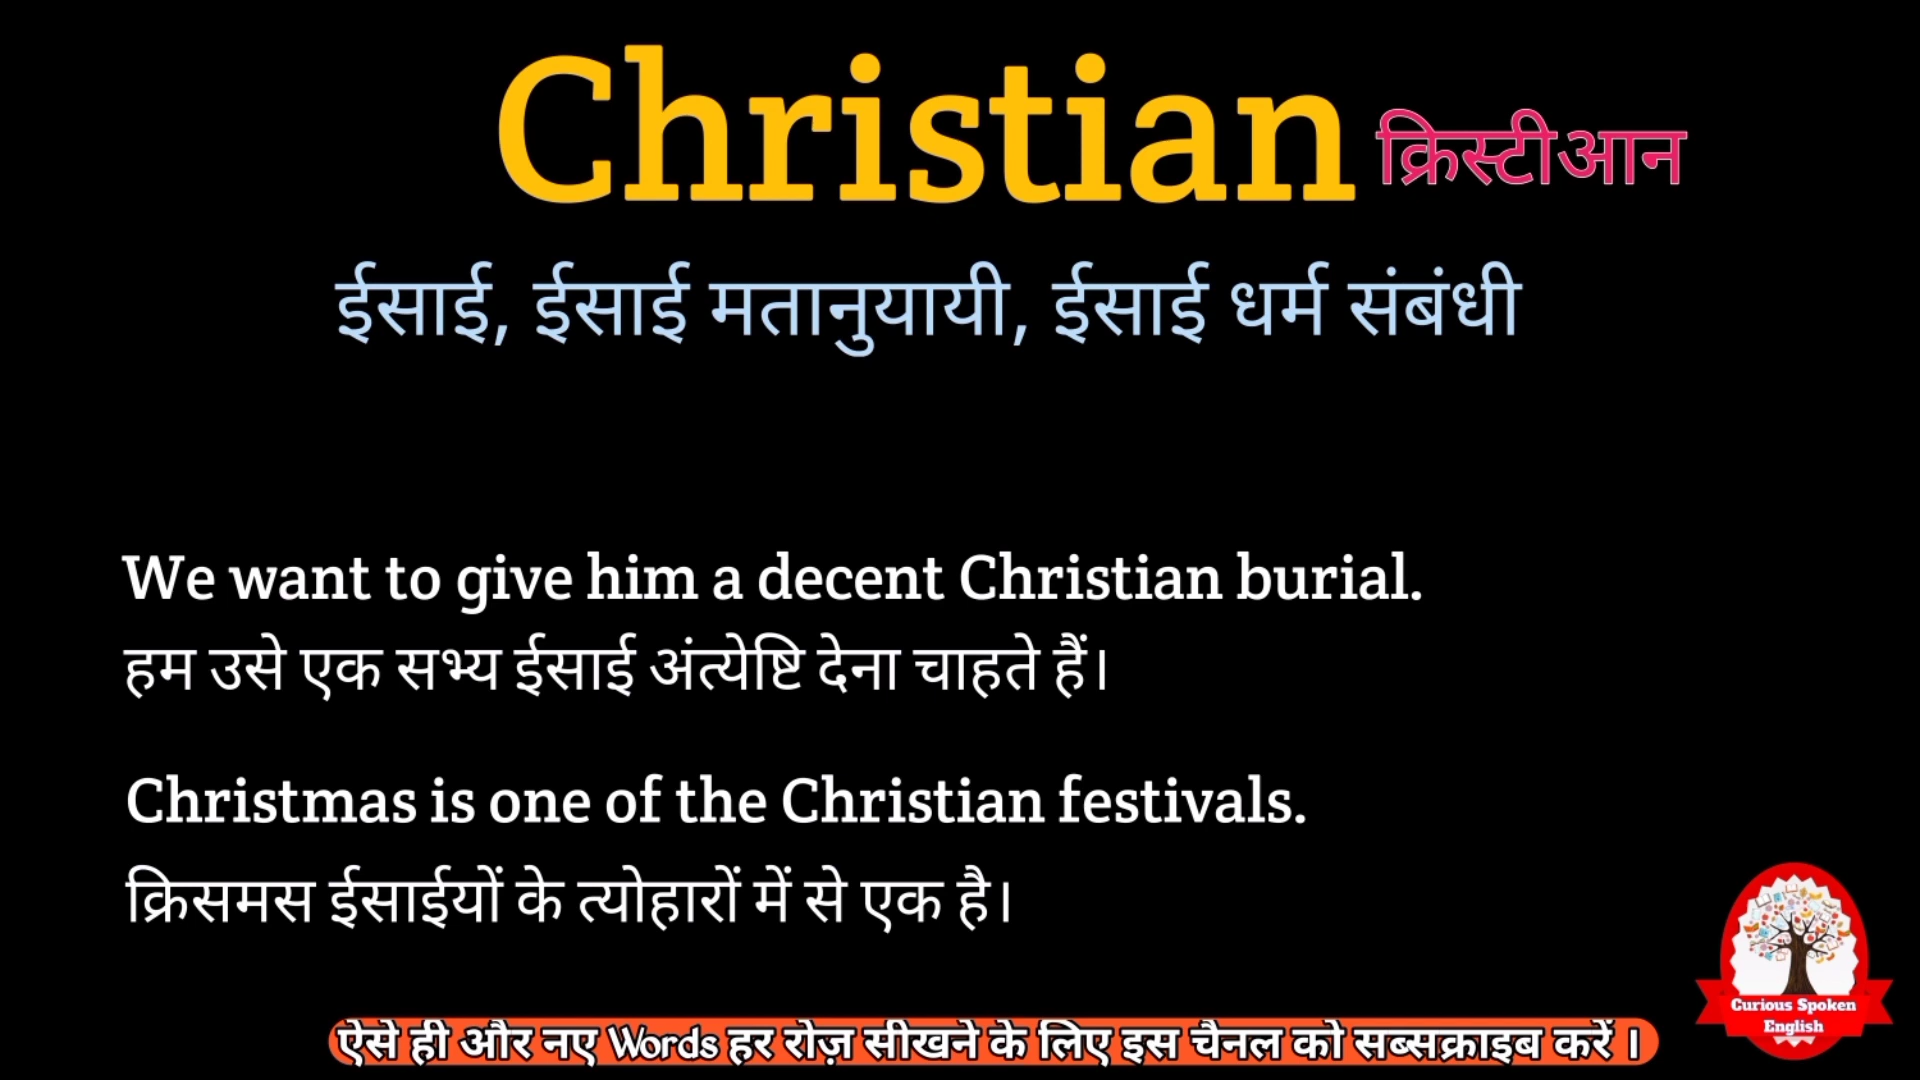 Christian क्रिस्टीआन
ईसाई, ईसाई मतानुयायी, ईसाई धर्म संबंधी
We want to give him a decent Christian burial.
हम उसे एक सभ्य ईसाई अंत्येष्टि देना चाहते हैं।
Christmas is one of the Christian festivals.
क्रिसमस ईसाईयों के त्योहारों में से एक है।
Curious Spoken
English
ऐसे ही और नए Words हर रोज़ सीखने के लिए इस चैनल को सब्सक्राइब करें ।